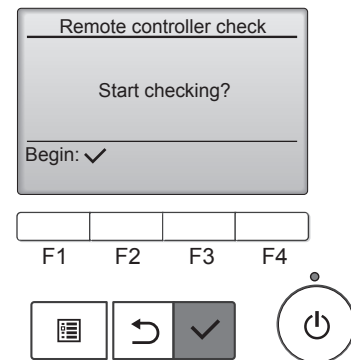 Remote controller check
Start checking?
Begin: ✓
F1 F2 F3 F4